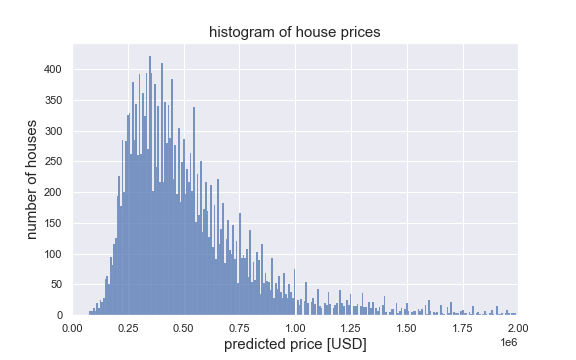 histogram of house prices
number of houses
400
350
300
250
200
150
100
50
0
0.00 0.25 0.50 0.75 1.00 1.25 1.50 1.75 2.00
1e6
predicted price [USD]